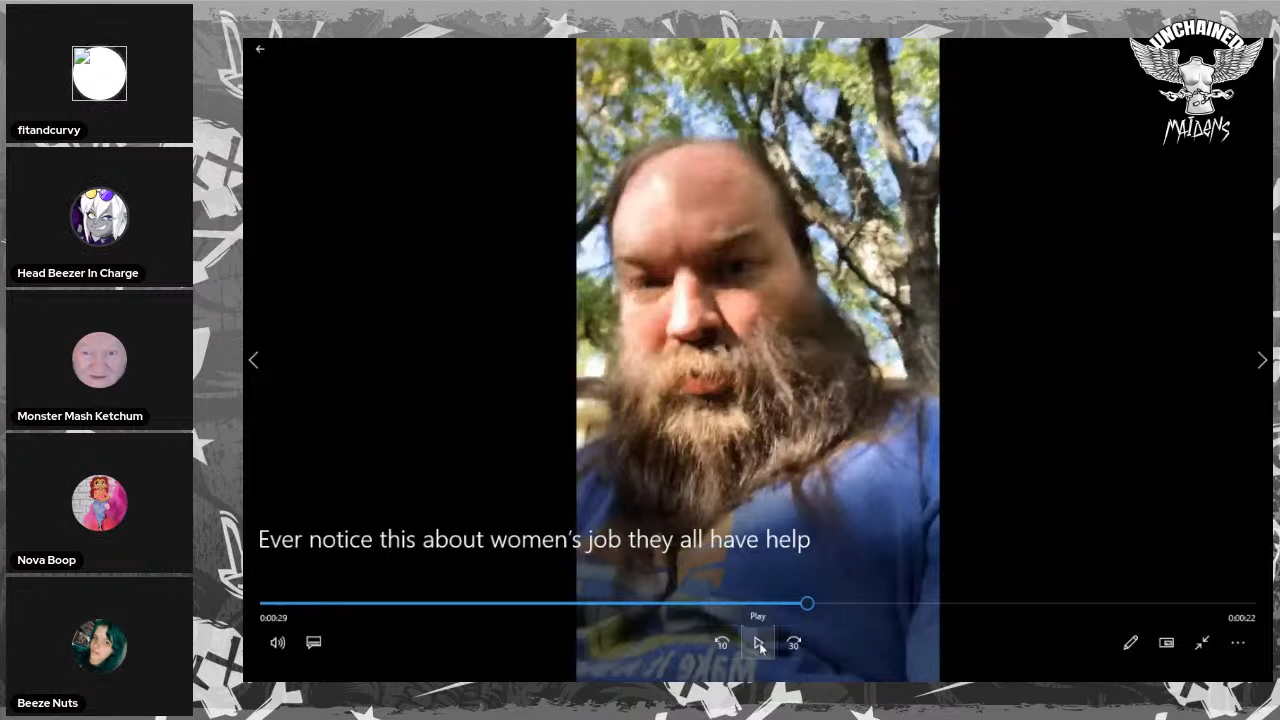 fitandcurvy
Head Beezer In Charge
Monster Mash Ketchum
Nova Boop
Beeze Nuts
UNCHAINED
MAIDENS
Ever notice this about women's job they all have help
0:00:29
Play
0:00:22
10
30